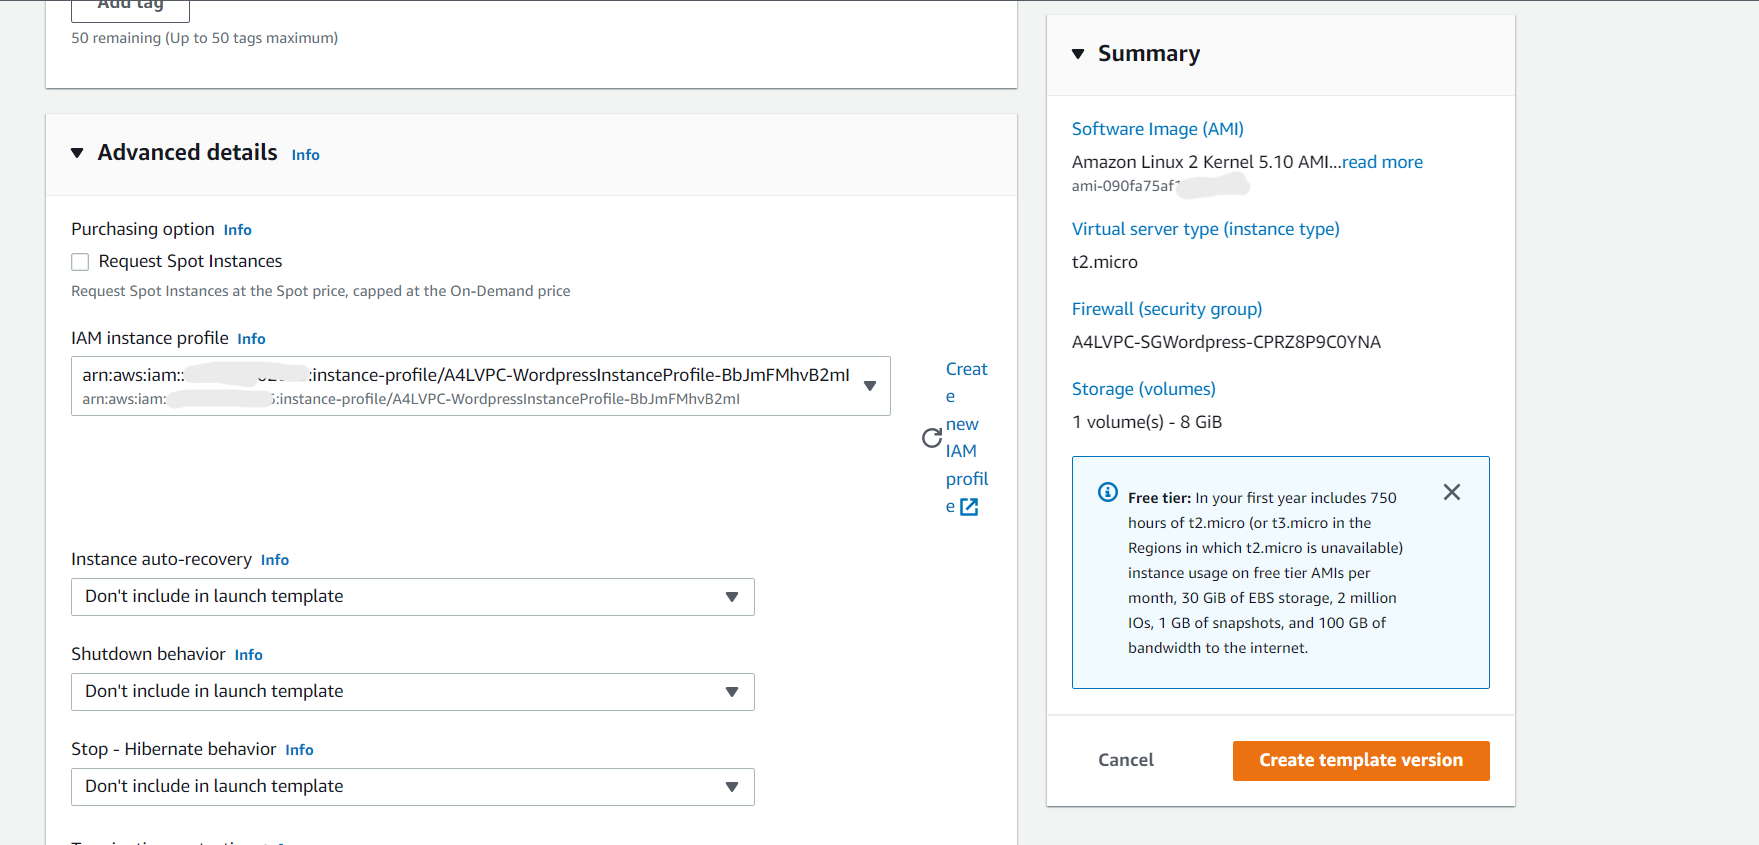 Add tag
50 remaining (Up to 50 tags maximum)
Advanced details Info
Purchasing option Info
Request Spot Instances
Request Spot Instances at the Spot price, capped at the On-Demand price
IAM instance profile Info
arn:aws:iam:: :instance-profile/A4LVPC-WordpressInstanceProfile-BbJmFMhvB2mI
arn:aws:iam: :instance-profile/A4LVPC-WordpressInstanceProfile-BbJmFMhvB2mI
Creat
e
new
IAM
profil
e
Instance auto-recovery Info
Don't include in launch template
Shutdown behavior Info
Don't include in launch template
Stop - Hibernate behavior Info
Don't include in launch template
Summary
Software Image (AMI)
Amazon Linux 2 Kernel 5.10 AMI...read more
ami-090fa75af
Virtual server type (instance type)
t2.micro
Firewall (security group)
A4LVPC-SGWordpress-CPRZ8P9C0YNA
Storage (volumes)
1 volume(s) - 8 GiB
Free tier: In your first year includes 750
hours of t2.micro (or t3.micro in the
Regions in which t2.micro is unavailable)
instance usage on free tier AMIs per
month, 30 GiB of EBS storage, 2 million
IOs, 1 GB of snapshots, and 100 GB of
bandwidth to the internet.
Cancel
Create template version